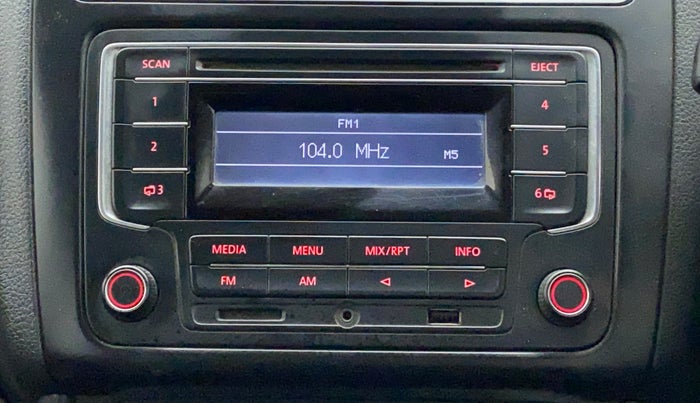 SCAN
EJECT
FM1
104.0 MHz M5
1
2
3
4
5
6
MEDIA MENU MIX/RPT INFO
FM AM